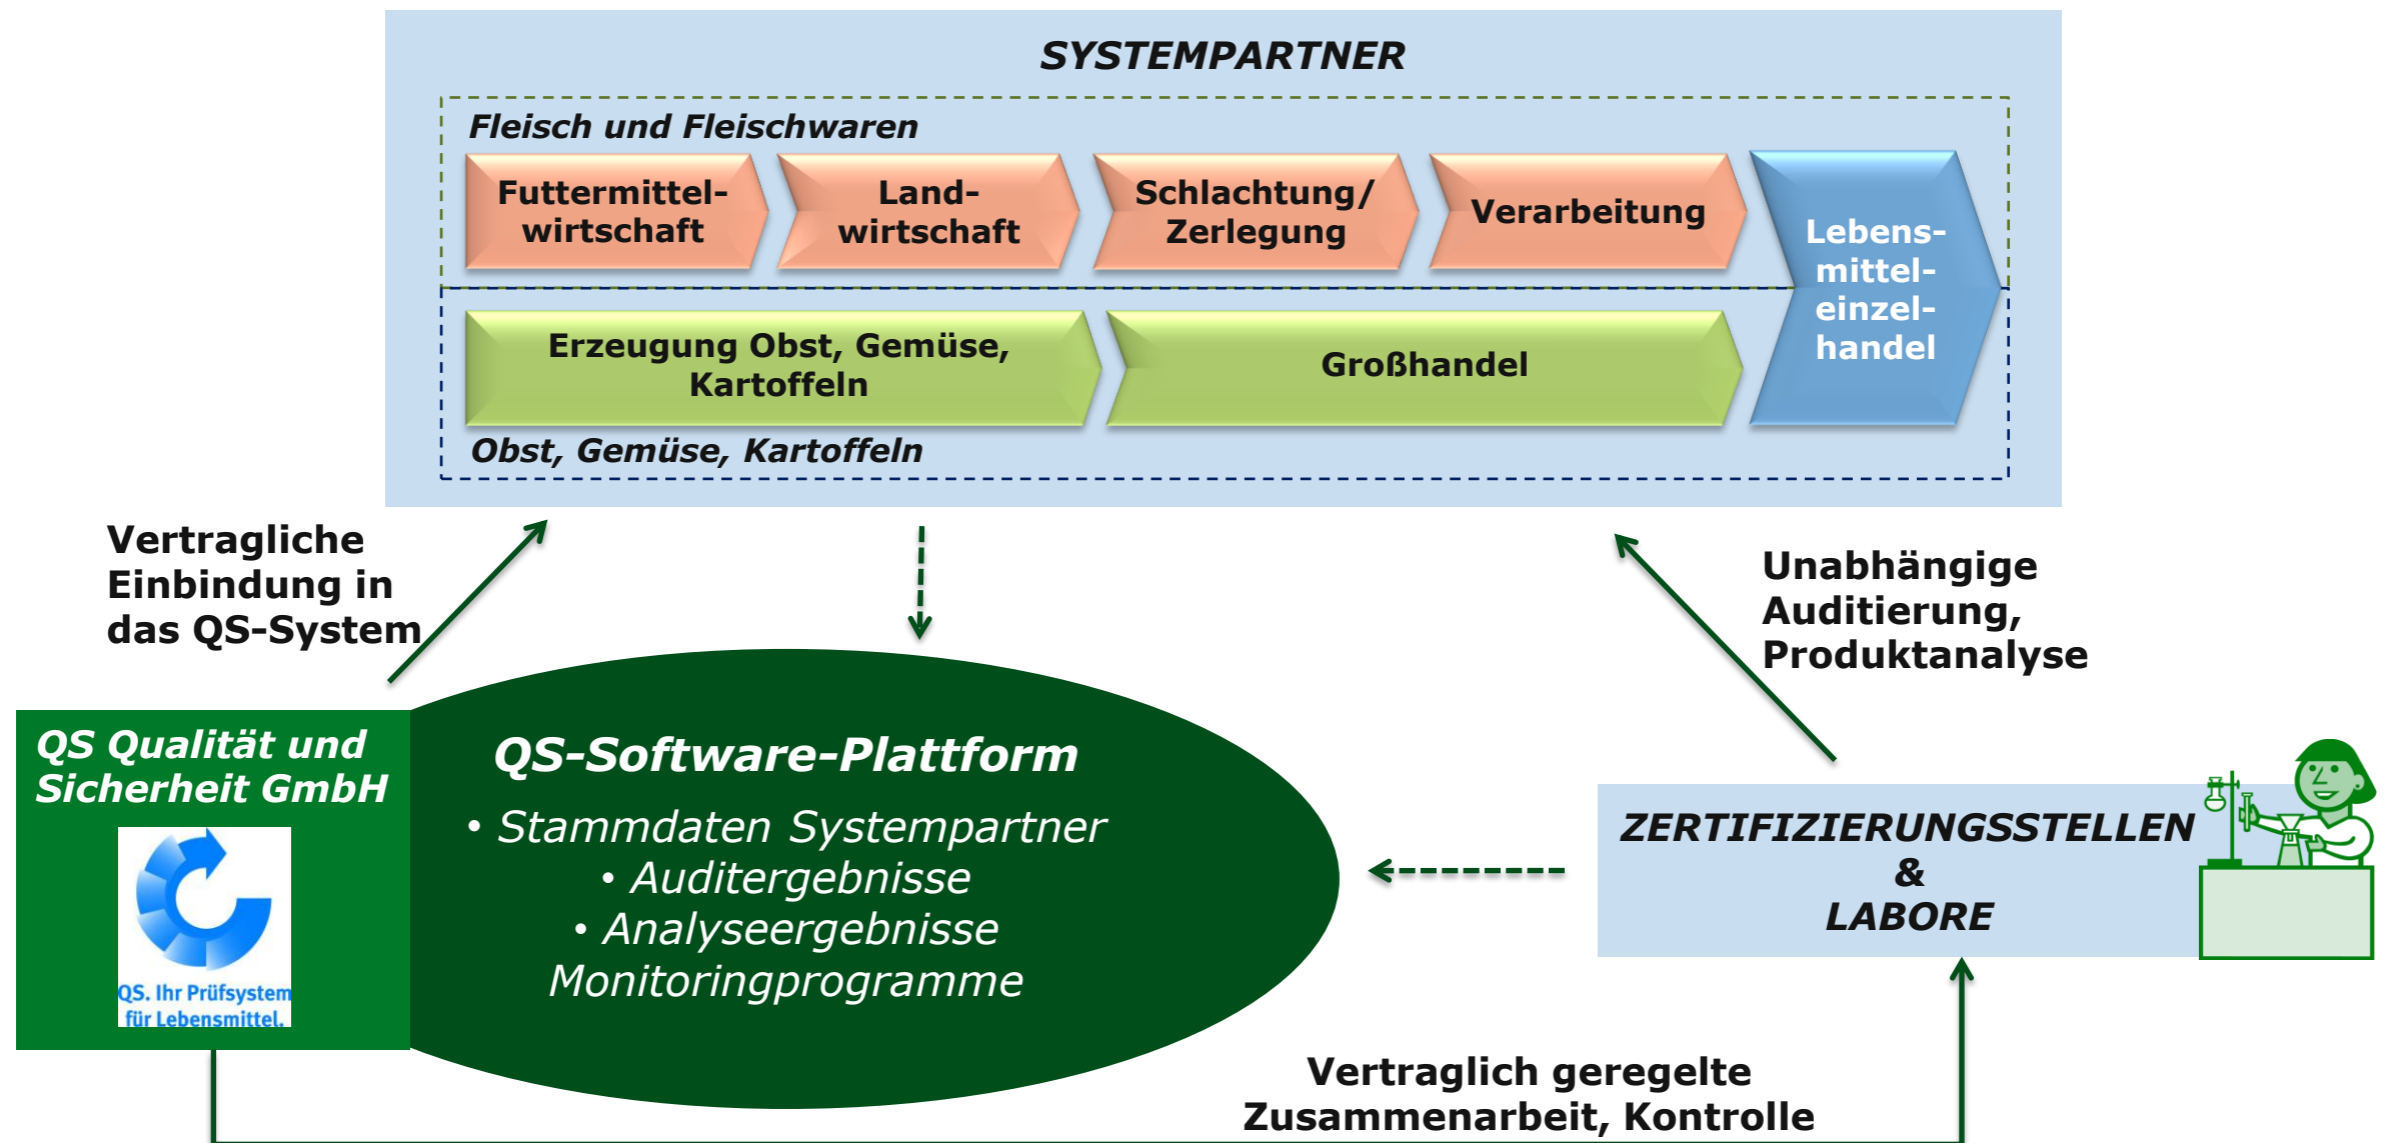 SYSTEMPARTNER
Fleisch und Fleischwaren
Futtermittel-
wirtschaft
Land-
wirtschaft
Schlachtung/
Zerlegung
Verarbeitung
Lebens-
mittel-
einzel-
handel
Erzeugung Obst, Gemüse,
Kartoffeln
Großhandel
Obst, Gemüse, Kartoffeln
Vertragliche
Einbindung in
das QS-System
Unabhängige
Auditierung,
Produktanalyse
QS Qualität und
Sicherheit GmbH
QS. Ihr Prüfsystem
für Lebensmittel.
QS-Software-Plattform
• Stammdaten Systempartner
• Auditergebnisse
• Analyseergebnisse
Monitoringprogramme
ZERTIFIZIERUNGSSTELLEN
&
LABORE
Vertraglich geregelte
Zusammenarbeit, Kontrolle